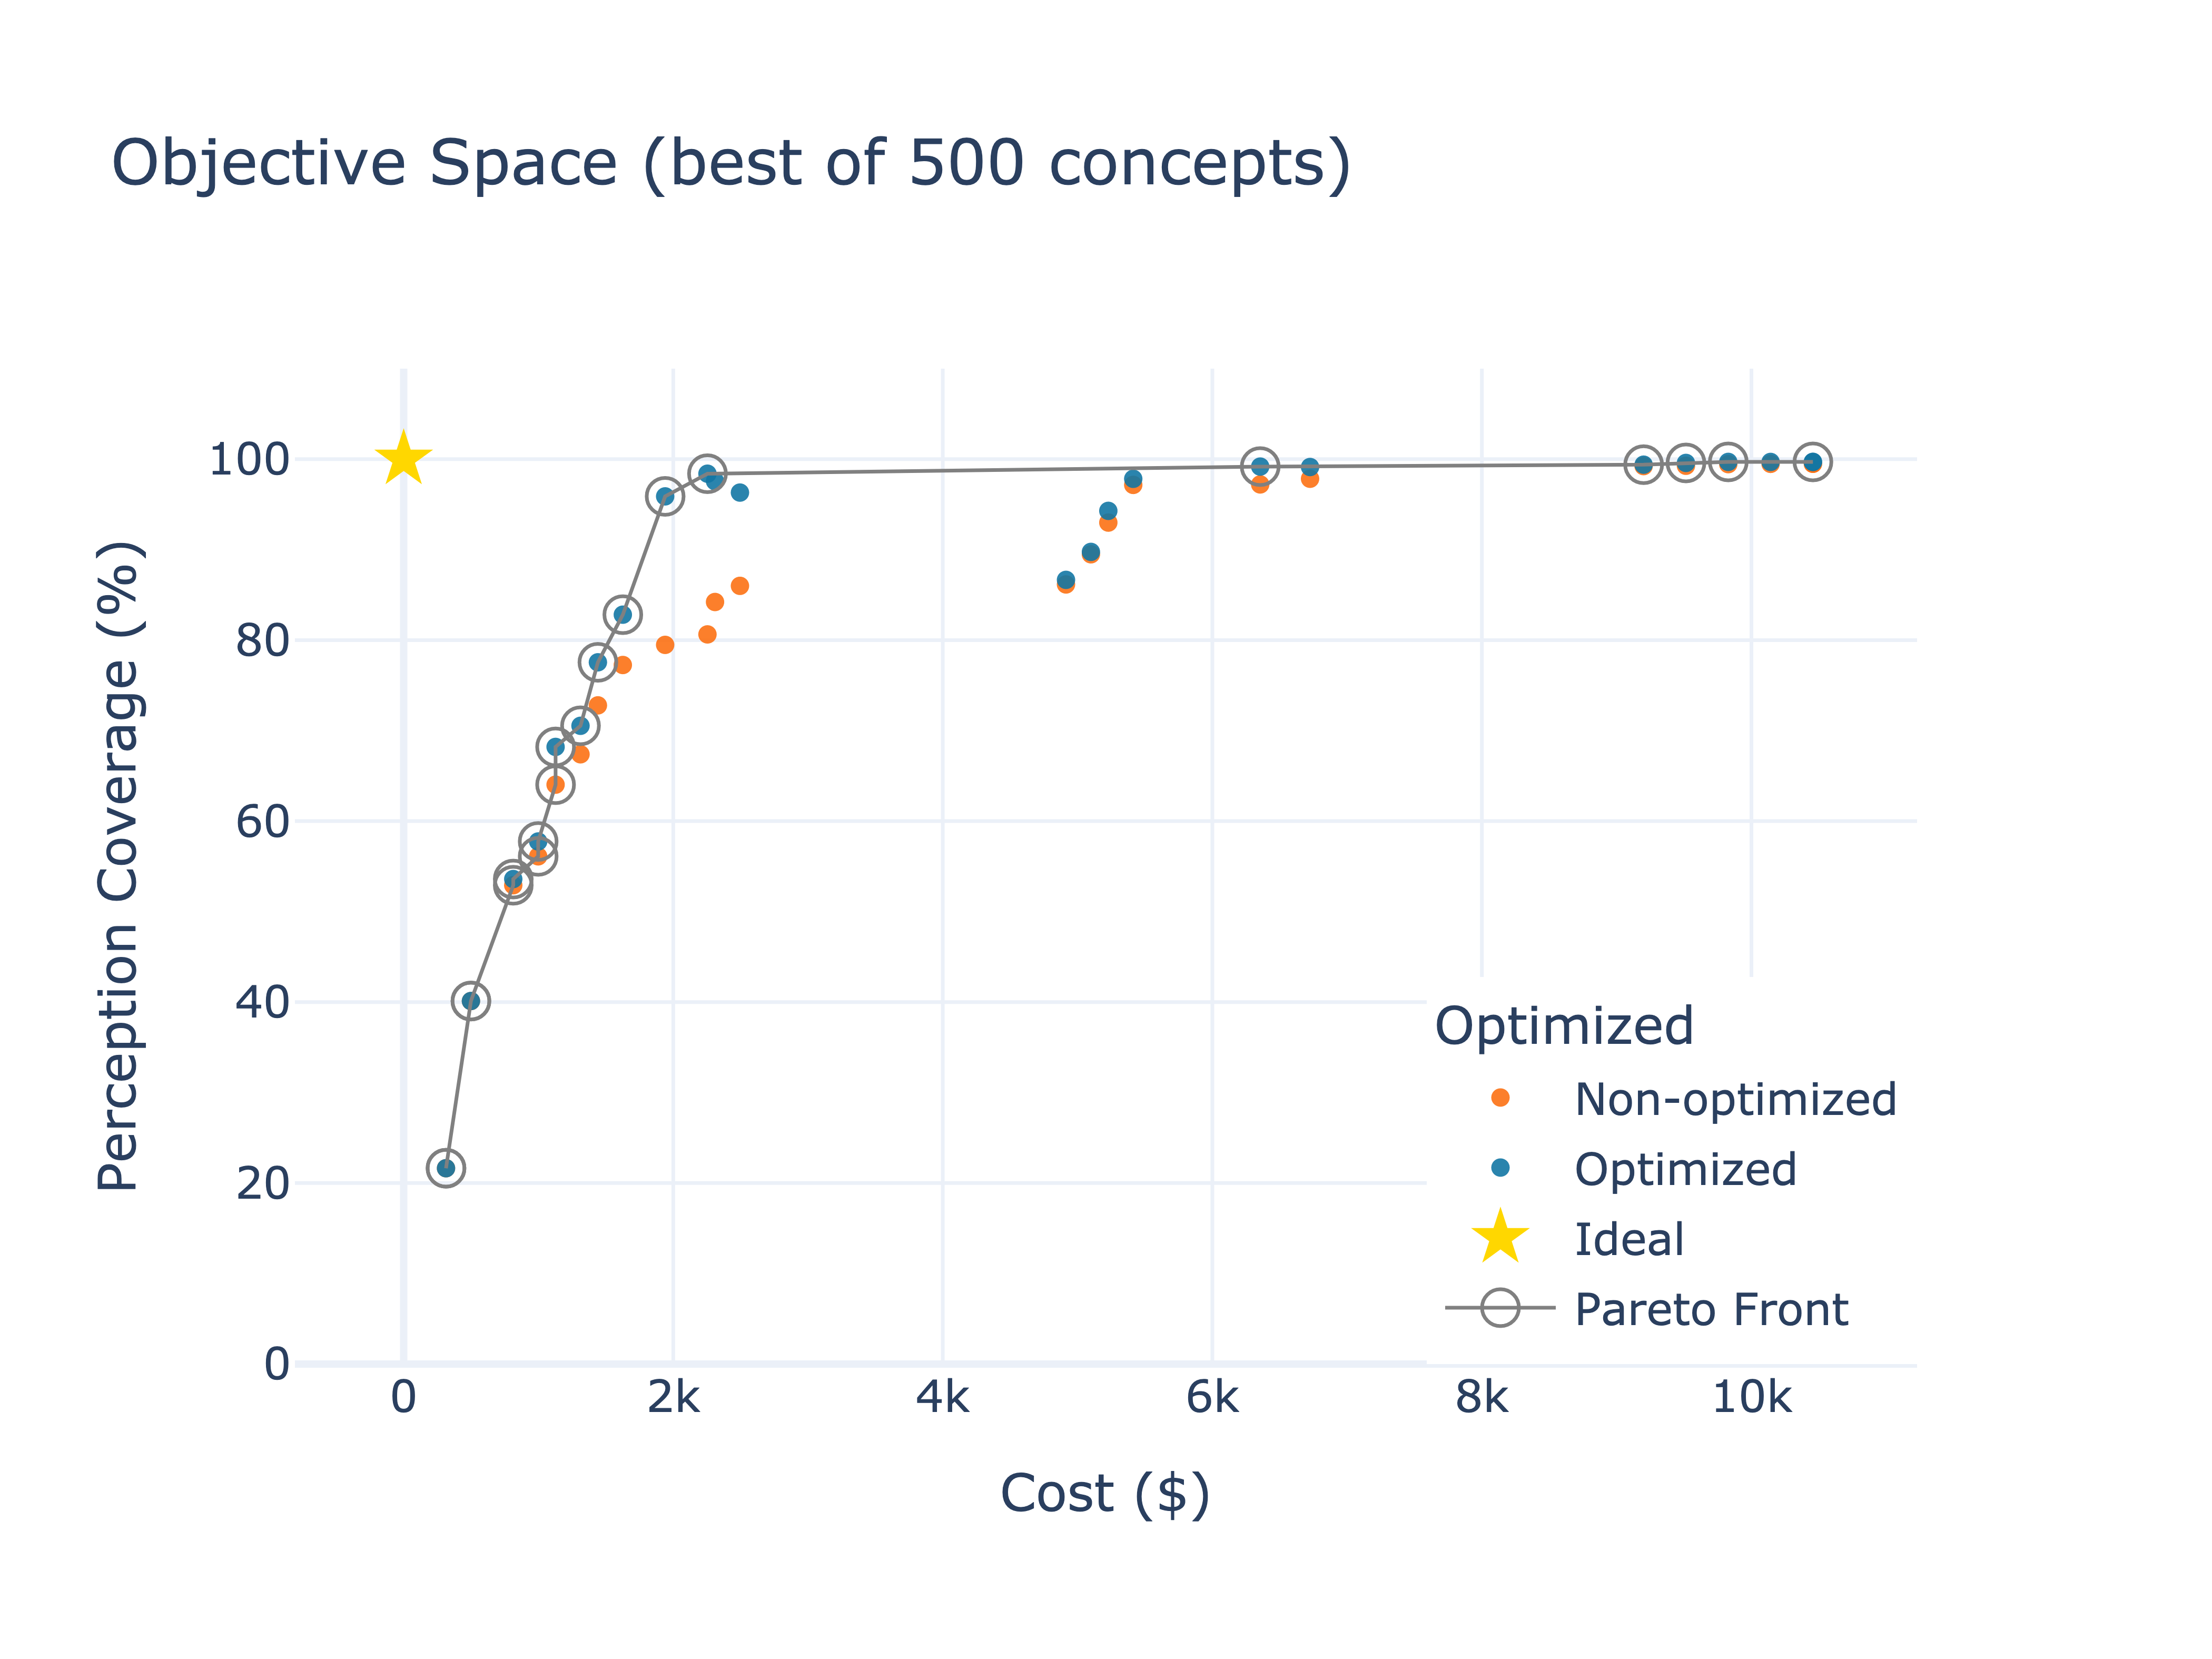 Objective Space (best of 500 concepts)
Perception Coverage (%)
100
80
60
40
20
0
0 2k 4k 6k 8k 10k
Cost ($)
Optimized
Non-optimized
Optimized
Ideal
Pareto Front